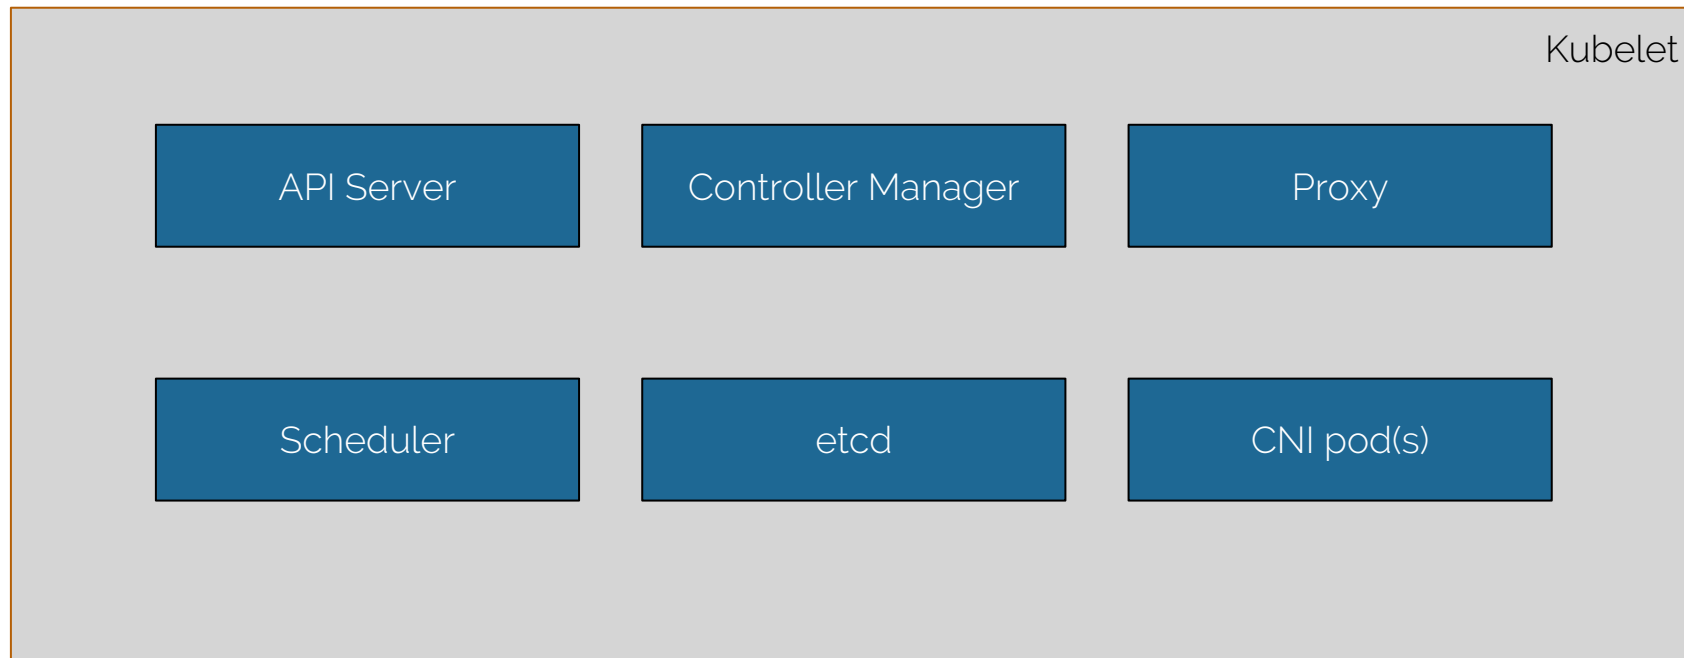 Kubelet
API Server
Controller Manager
Proxy
Scheduler
etcd
CNI pod(s)